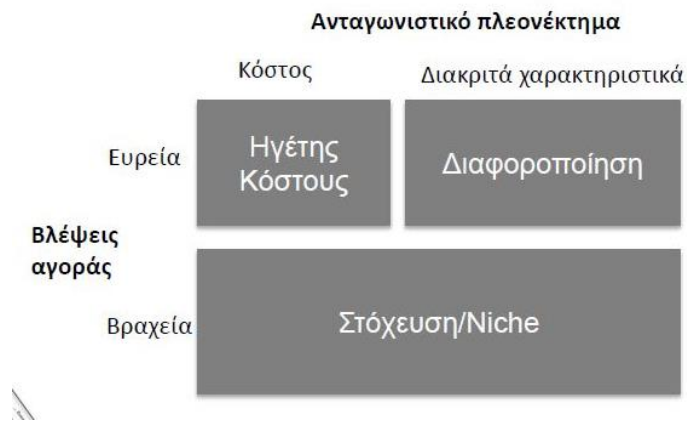 Ανταγωνιστικό πλεονέκτημα
Κόστος
Διακριτά χαρακτηριστικά
Ευρεία
Ηγέτης
Κόστους
Διαφοροποίηση
Βλέψεις
αγοράς
Βραχεία
Στόχευση/Niche